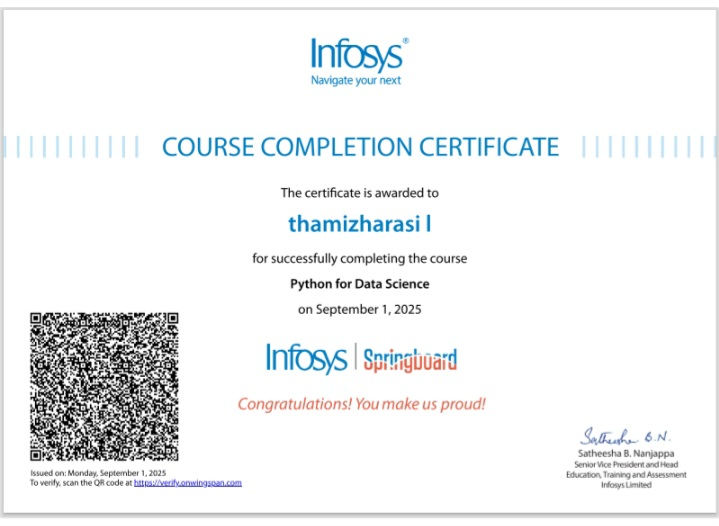 Infosys®
Navigate your next
COURSE COMPLETION CERTIFICATE
The certificate is awarded to
thamizharasi l
for successfully completing the course
Python for Data Science
on September 1, 2025
Infosys | Springboard
Congratulations! You make us proud!
Satheesha B.N.
Satheesha B. Nanjappa
Senior Vice President and Head
Education, Training and Assessment
Infosys Limited
Issued on: Monday, September 1, 2025
To verify, scan the QR code at https://verify.onwingspan.com